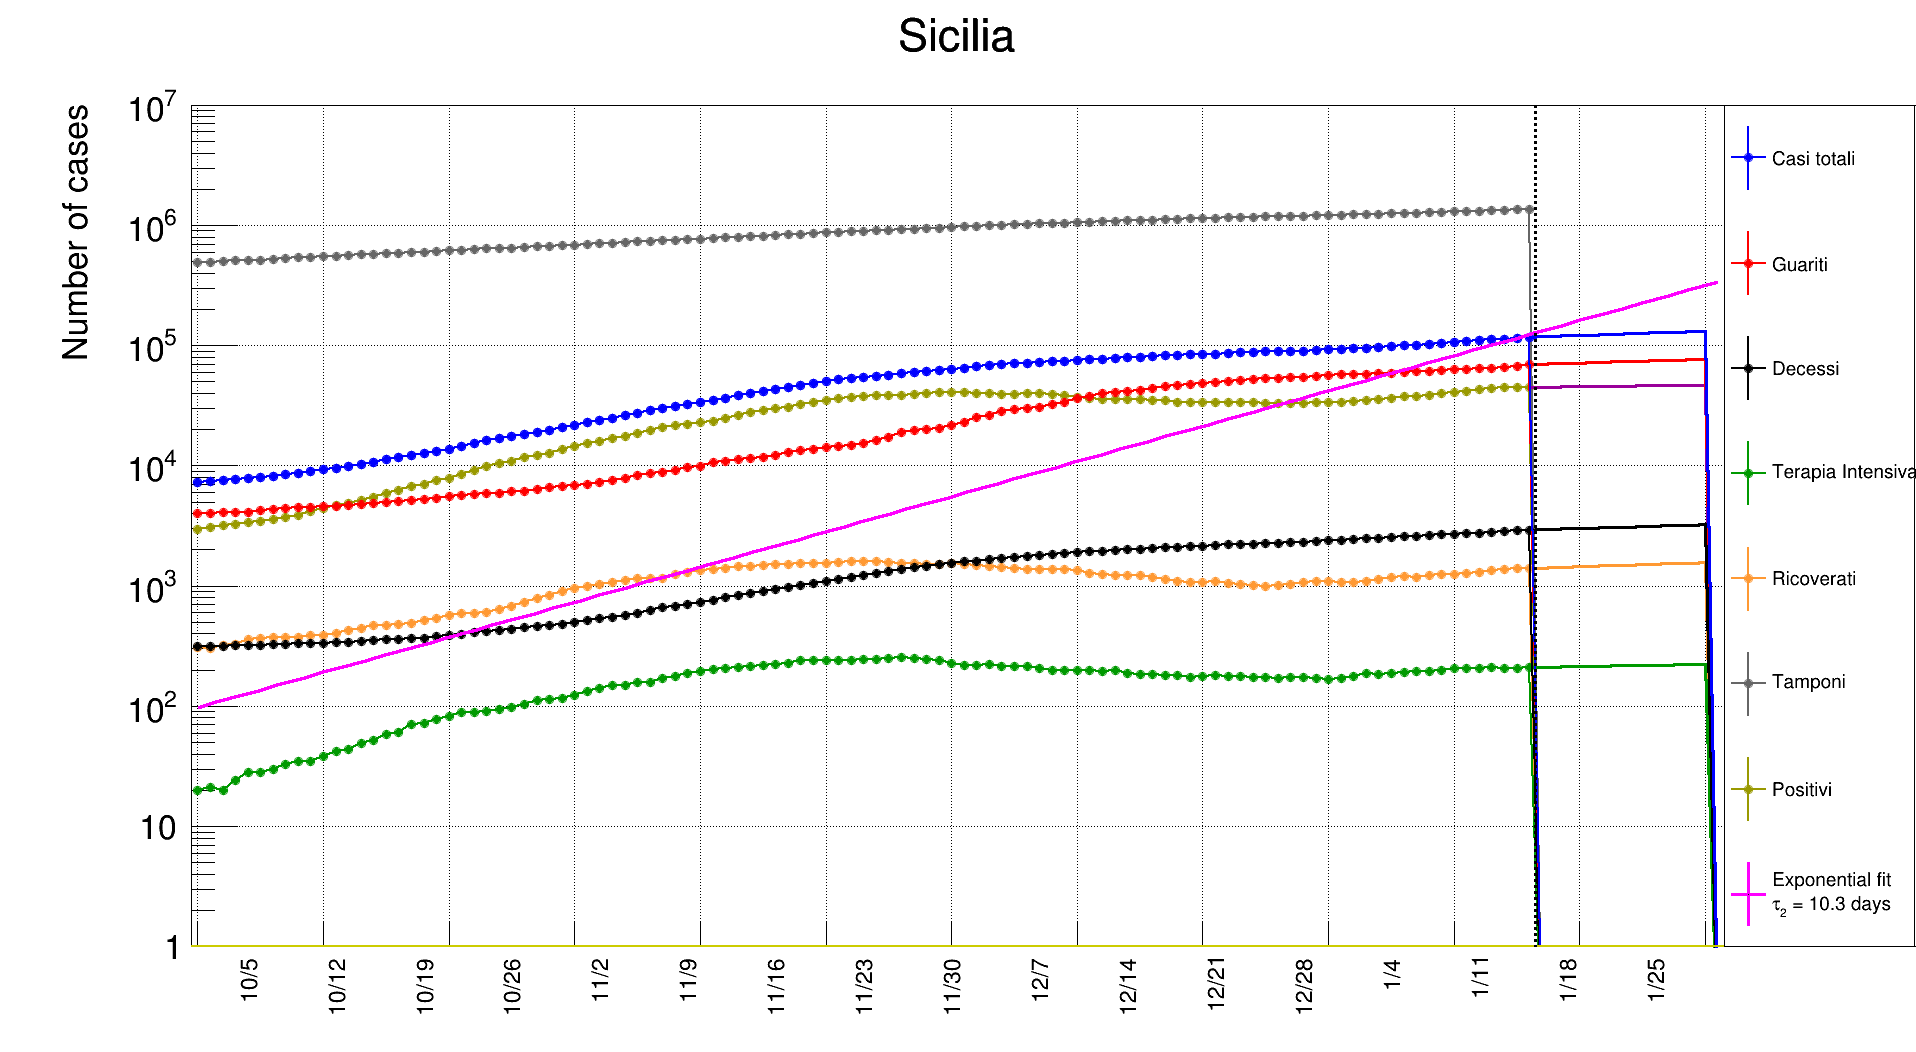 Sicilia
Number of cases
10^7
10^6
10^5
10^4
10^3
10^2
10
1
10/5
10/12
10/19
10/26
11/2
11/9
11/16
11/23
11/30
12/7
12/14
12/21
12/28
1/4
1/11
1/18
1/25
Casi totali
Guariti
Decessi
Terapia Intensiva
Ricoverati
Tamponi
Positivi
Exponential fit
τ₂ = 10.3 days